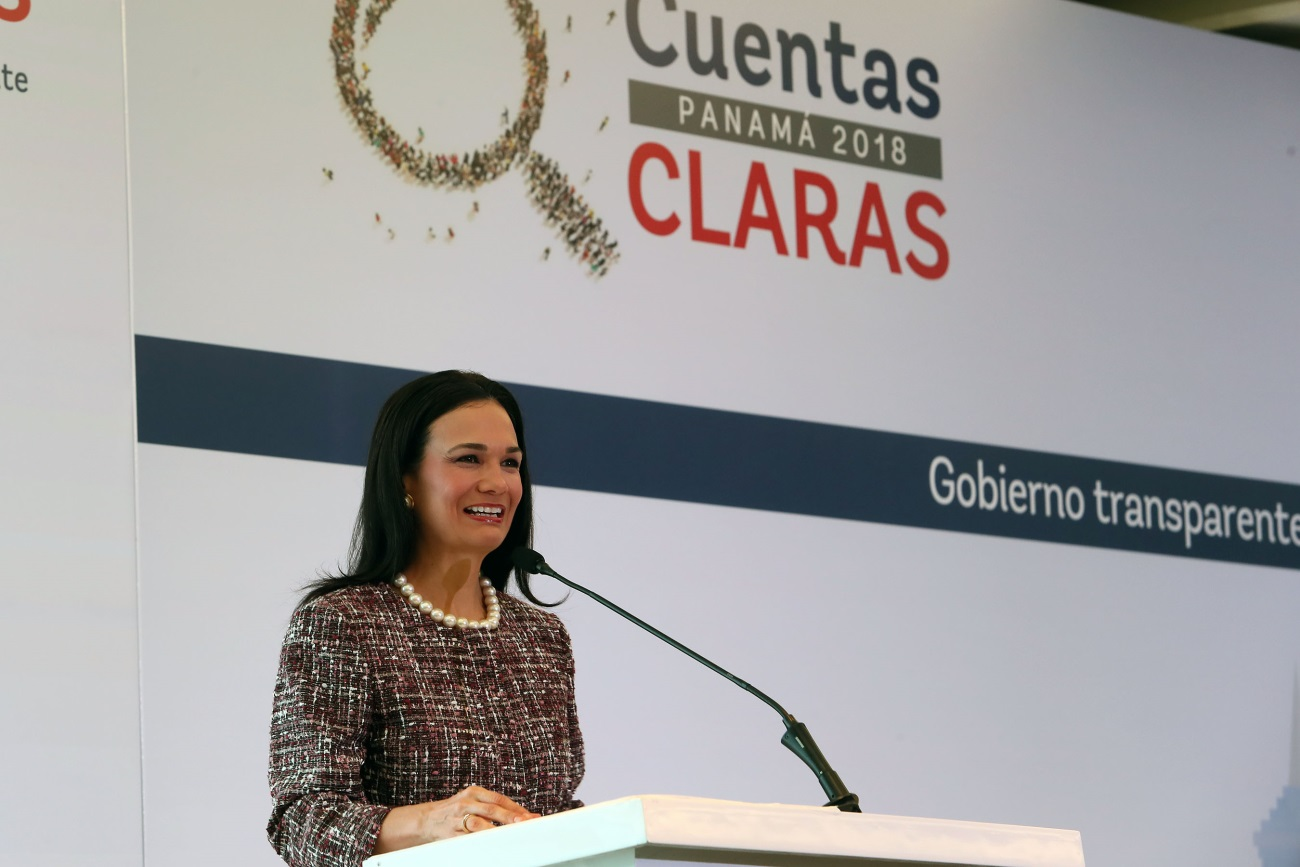 Cuentas
PANAMÁ 2018
CLARAS
Gobierno transparente